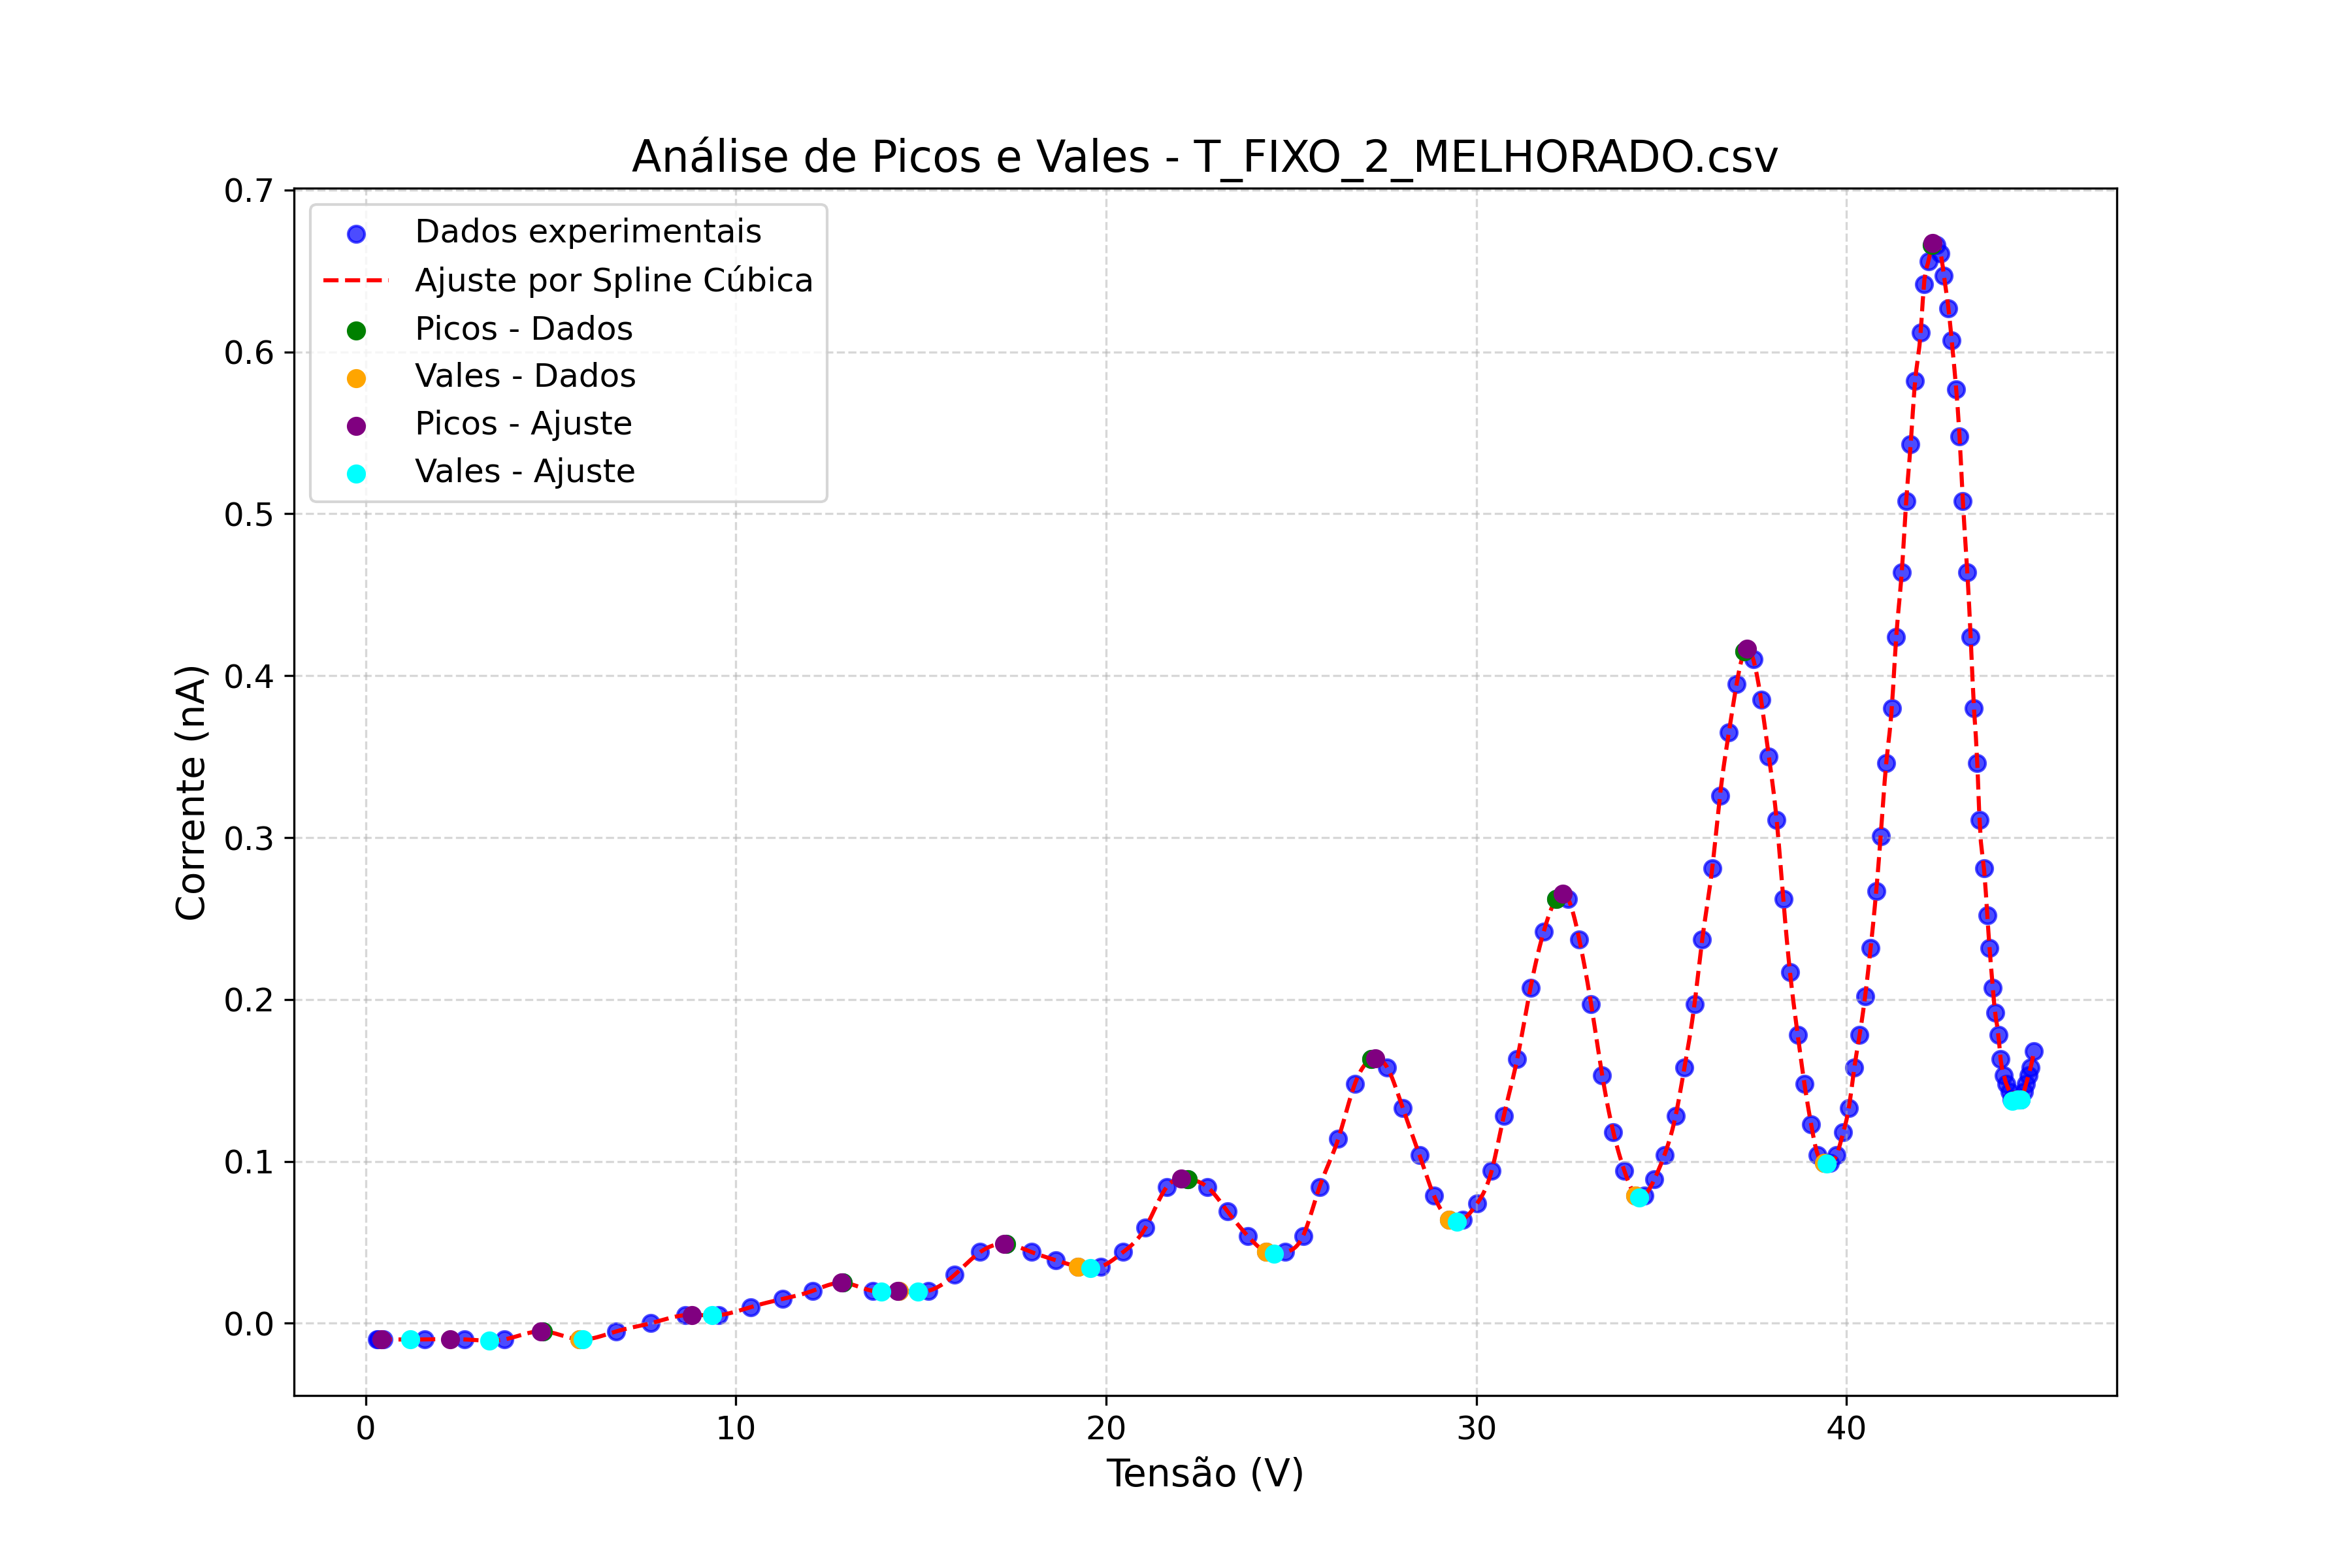 Análise de Picos e Vales - T_FIXO_2_MELHORADO.csv
0.7
0.6
0.5
0.4
0.3
0.2
0.1
0.0
Corrente (nA)
Dados experimentais
Ajuste por Spline Cúbica
Picos - Dados
Vales - Dados
Picos - Ajuste
Vales - Ajuste
0 10 20 30 40
Tensão (V)